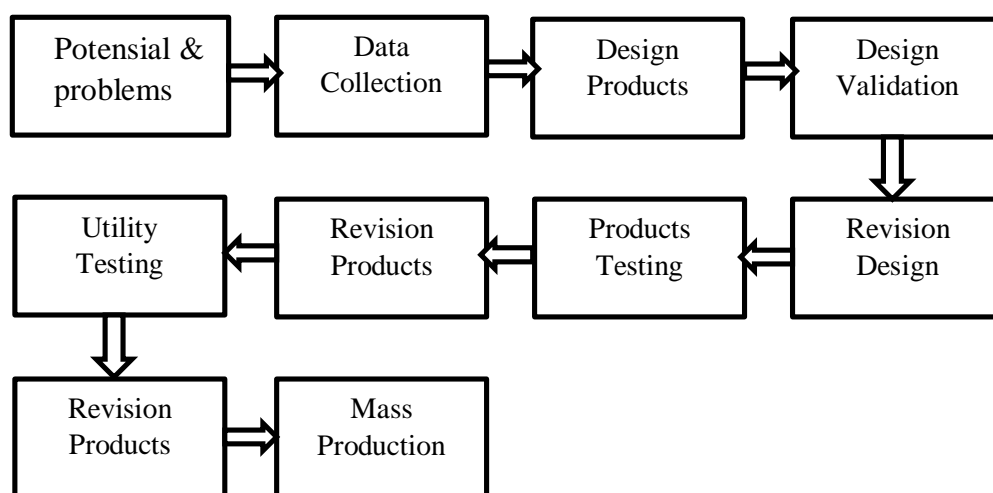 Potensial &
problems
Data
Collection
Design
Products
Design
Validation
Utility
Testing
Revision
Products
Products
Testing
Revision
Design
Revision
Products
Mass
Production